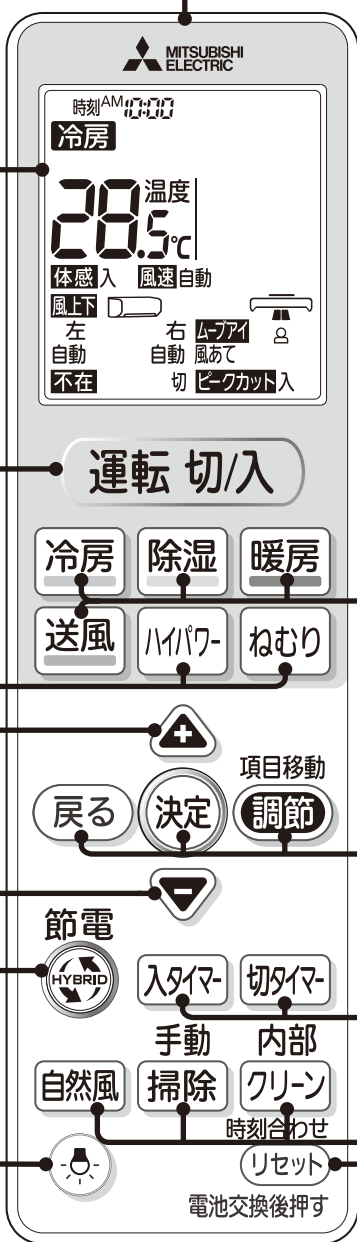 MITSUBISHI
ELECTRIC
時刻AM10:00
冷房
28.5℃ 温度
体感 入 風速 自動
風上下
左 右 ムーブアイ
自動 自動 風あて
不在 切 ピークカット 入
運転 切/入
冷房 除湿 暖房
送風 ハイパワー ねむり
+
項目移動
戻る 決定 調節
-
節電
HYBRID 入タイマー 切タイマー
手動 内部
自然風 掃除 クリーン
時刻合わせ
リセット
電池交換後押す